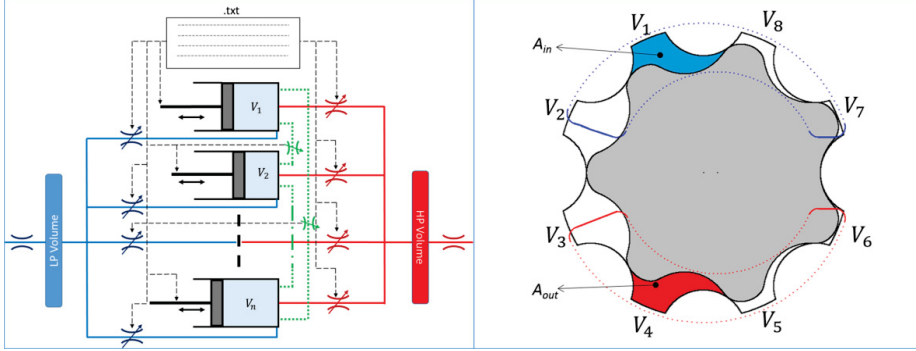 .txt
V₁
V₂
Vₙ
LP Volume
HP Volume
V₁
V₈
Aᵢₙ
V₂
V₇
V₃
V₆
Aₒᵤₜ
V₄
V₅